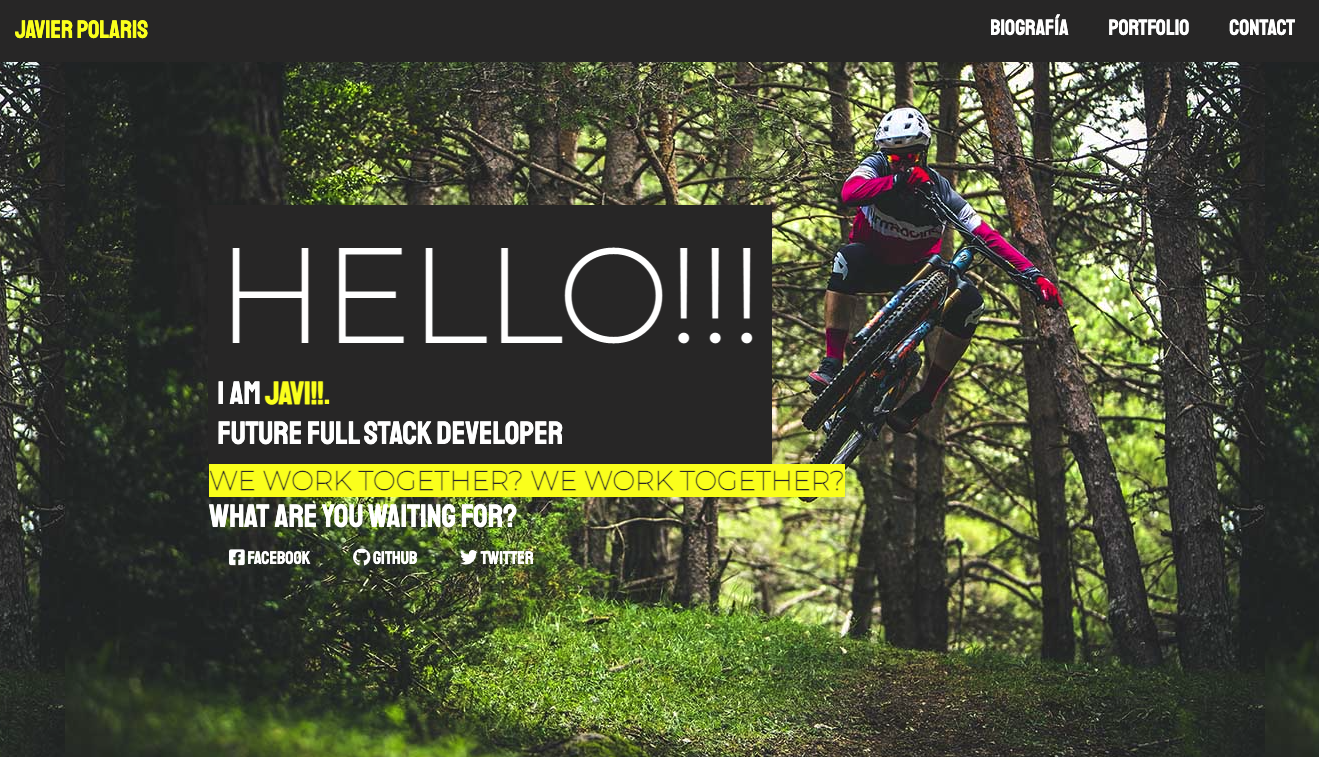 JAVIER POLARIS
BIOGRAFÍA PORTFOLIO CONTACT
HELLO!!!
I AM JAVI!!.
FUTURE FULL STACK DEVELOPER
WE WORK TOGETHER? WE WORK TOGETHER?
WHAT ARE YOU WAITING FOR?
FACEBOOK GITHUB TWITTER